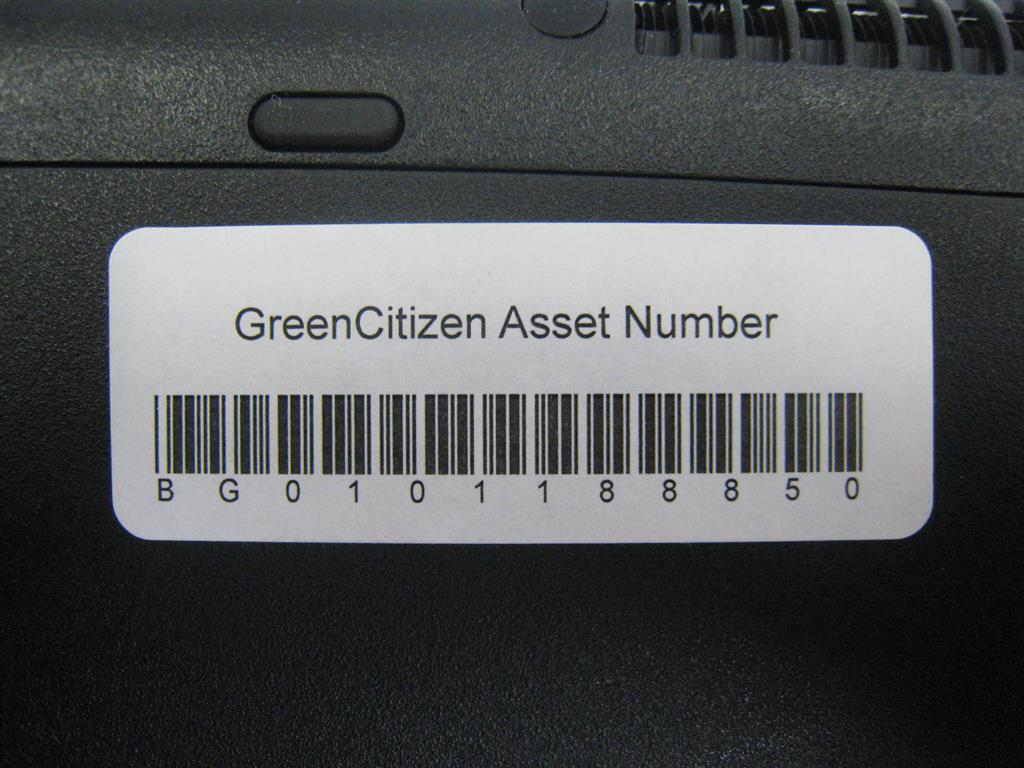 GreenCitizen Asset Number
B G 0 1 0 1 1 8 8 8 5 0